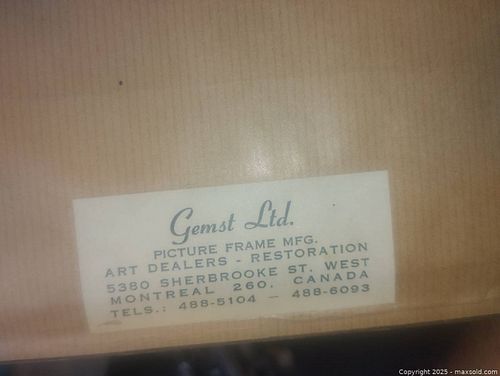 Gemst Ltd.
PICTURE FRAME MFG.
ART DEALERS - RESTORATION
5380 SHERBROOKE ST. WEST
MONTREAL 260, CANADA
TELS.: 488-5104 — 488-6093
Copyright 2025 - maxsold.com